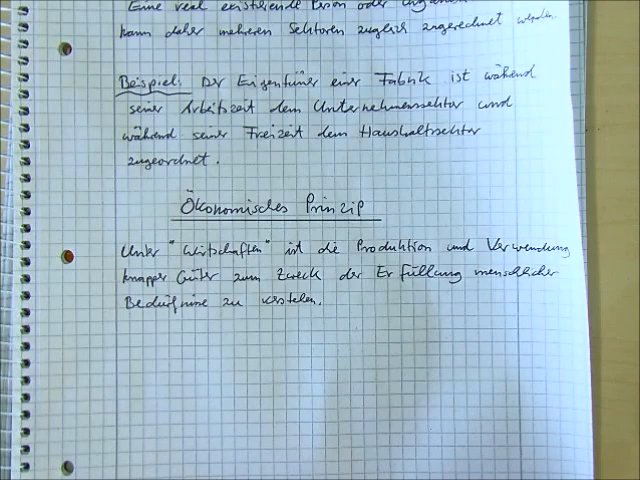 Eine real existierende Person oder
kann daher mehreren Sektoren zugleich zugerechnet werden.
Beispiel: Der Eigentümer einer Fabrik ist während
seiner Arbeitszeit dem Unternehmenssektor und
während seiner Freizeit dem Haushaltssektor
zugeordnet.
Ökonomisches Prinzip
Unter "Wirtschaften" ist die Produktion und Verwendung
knapper Güter zum Zweck der Erfüllung menschlicher
Bedürfnisse zu verstehen.